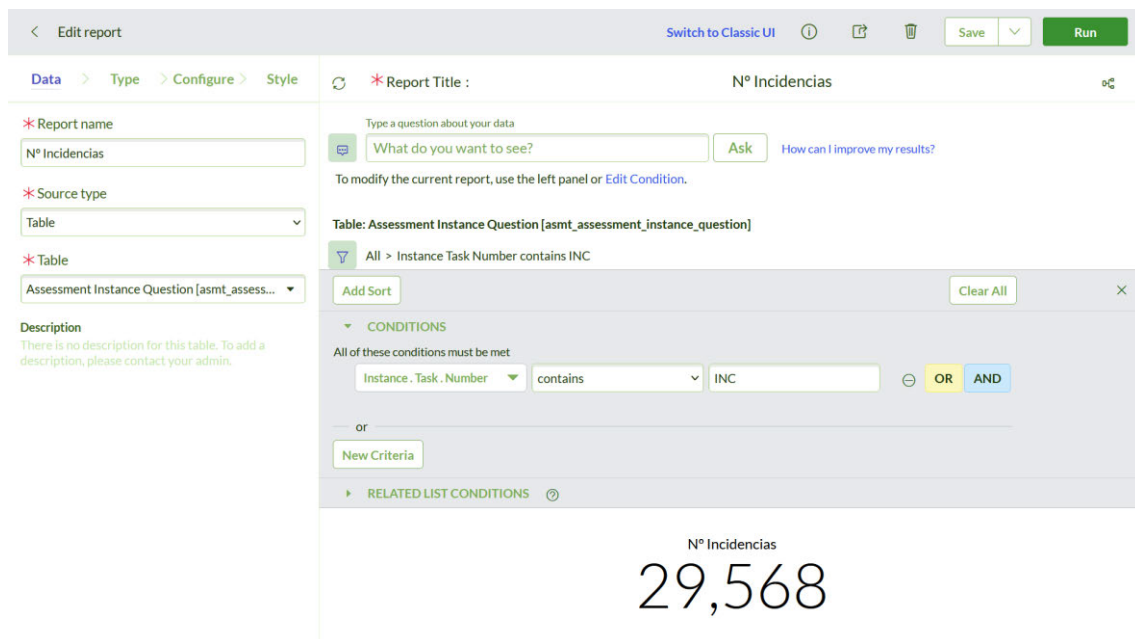 Edit report
Switch to Classic UI
Save
Run
Data
Type
Configure
Style
*Report Title :
Nº Incidencias
*Report name
Nº Incidencias
*Source type
Table
*Table
Assessment Instance Question [asmt_assess...
Description
There is no description for this table. To add a
description, please contact your admin.
Type a question about your data
What do you want to see?
Ask
How can I improve my results?
To modify the current report, use the left panel or Edit Condition.
Table: Assessment Instance Question [asmt_assessment_instance_question]
All > Instance Task Number contains INC
Add Sort
Clear All
CONDITIONS
All of these conditions must be met
Instance . Task . Number
contains
INC
OR
AND
or
New Criteria
RELATED LIST CONDITIONS
Nº Incidencias
29,568